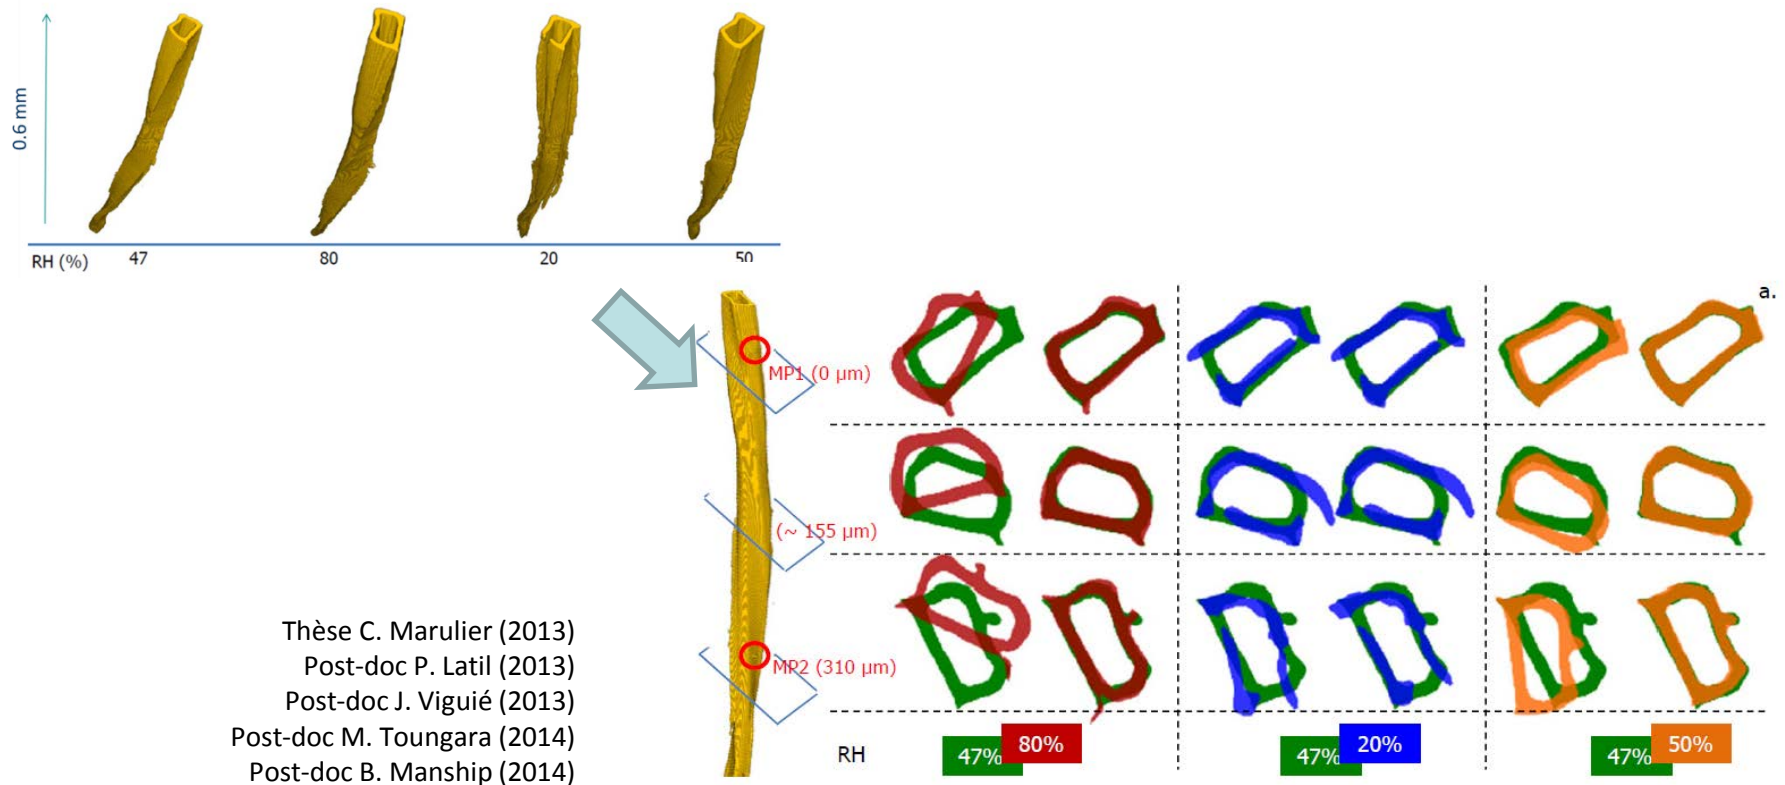 0.6 mm
RH (%) 47 80 20 50
a.
MP1 (0 µm)
(~ 155 µm)
MP2 (310 µm)
Thèse C. Marulier (2013)
Post-doc P. Latil (2013)
Post-doc J. Viguié (2013)
Post-doc M. Toungara (2014)
Post-doc B. Manship (2014)
RH 47% 80% 47% 20% 47% 50%